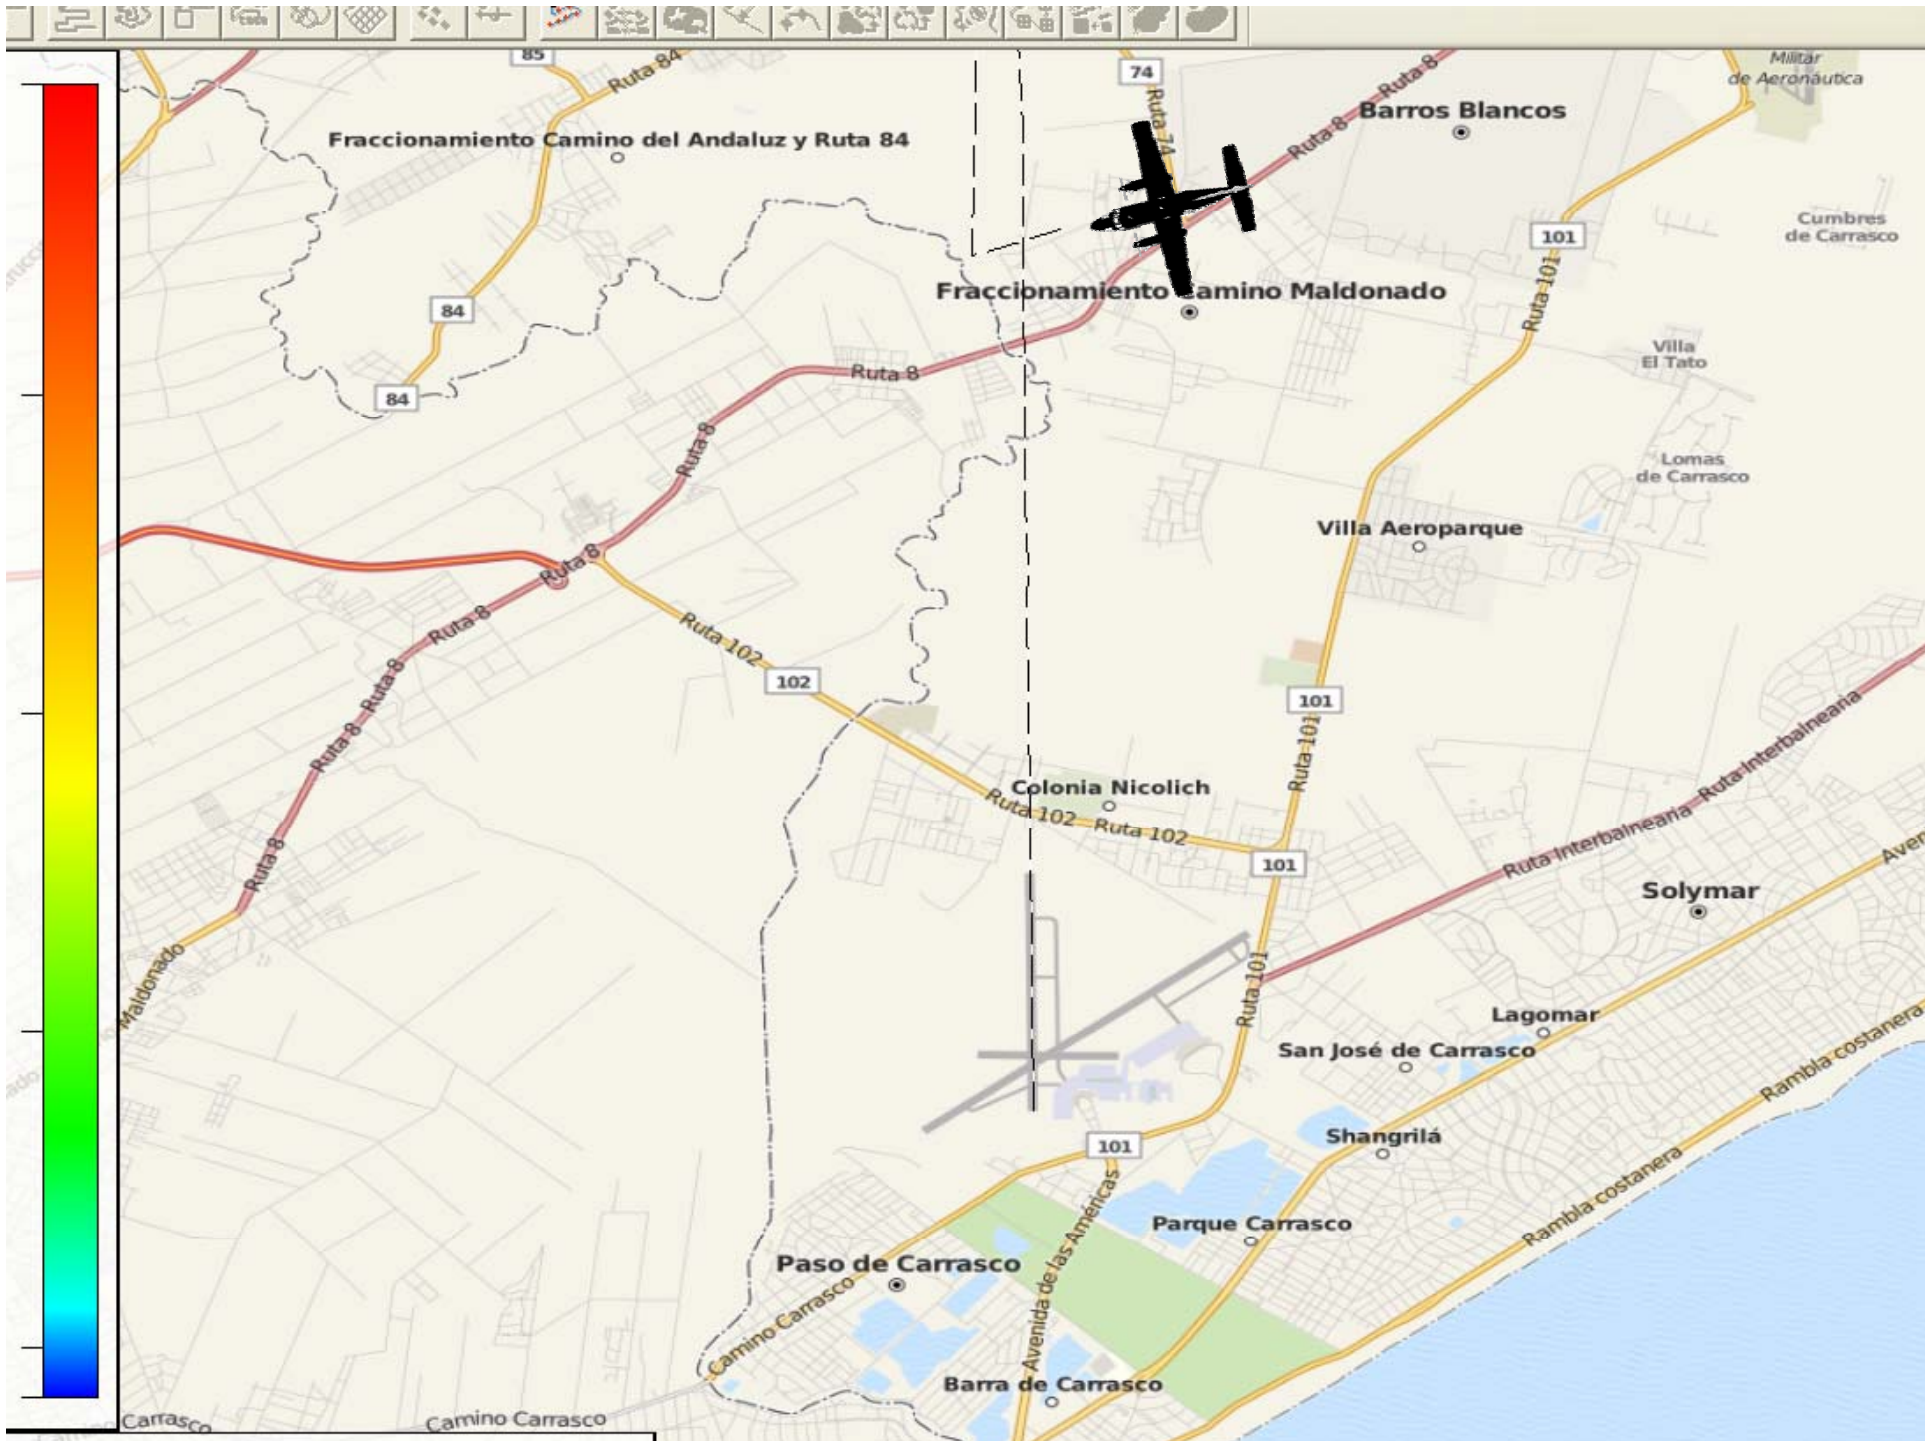 85
Ruta 84
74
Ruta 8
Militar
de Aeronáutica
Barros Blancos
Ruta 74
Ruta 8
Fraccionamiento Camino del Andaluz y Ruta 84
Cumbres
de Carrasco
101
Ruta 101
84
Fraccionamiento Camino Maldonado
Villa
El Tato
Ruta 8
84
Ruta 8
Lomas
de Carrasco
Villa Aeroparque
Ruta 8
Ruta 8
Ruta 102
102
Ruta 8
101
Ruta 8
Ruta 101
Ruta Interbalnearia
Colonia Nicolich
Ruta 102
Ruta 102
Ruta Interbalnearia
101
Ruta 8
Solymar
Maldonado
Ruta 101
Lagomar
San José de Carrasco
Rambla costanera
101
Shangrilá
Avenida de las Américas
Parque Carrasco
Rambla costanera
Paso de Carrasco
Camino Carrasco
Barra de Carrasco
Carrasco
Camino Carrasco